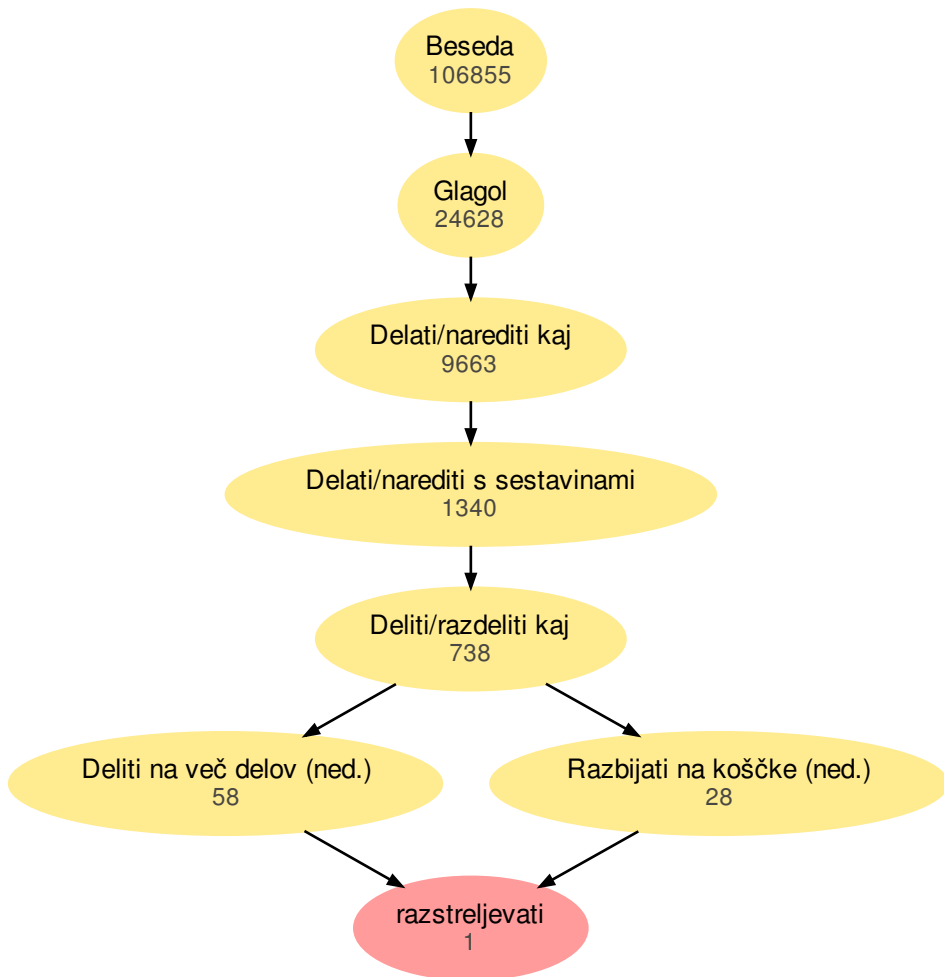 Beseda
106855
Glagol
24628
Delati/narediti kaj
9663
Delati/narediti s sestavinami
1340
Deliti/razdeliti kaj
738
Deliti na več delov (ned.)
58
Razbijati na koščke (ned.)
28
razstreljevati
1